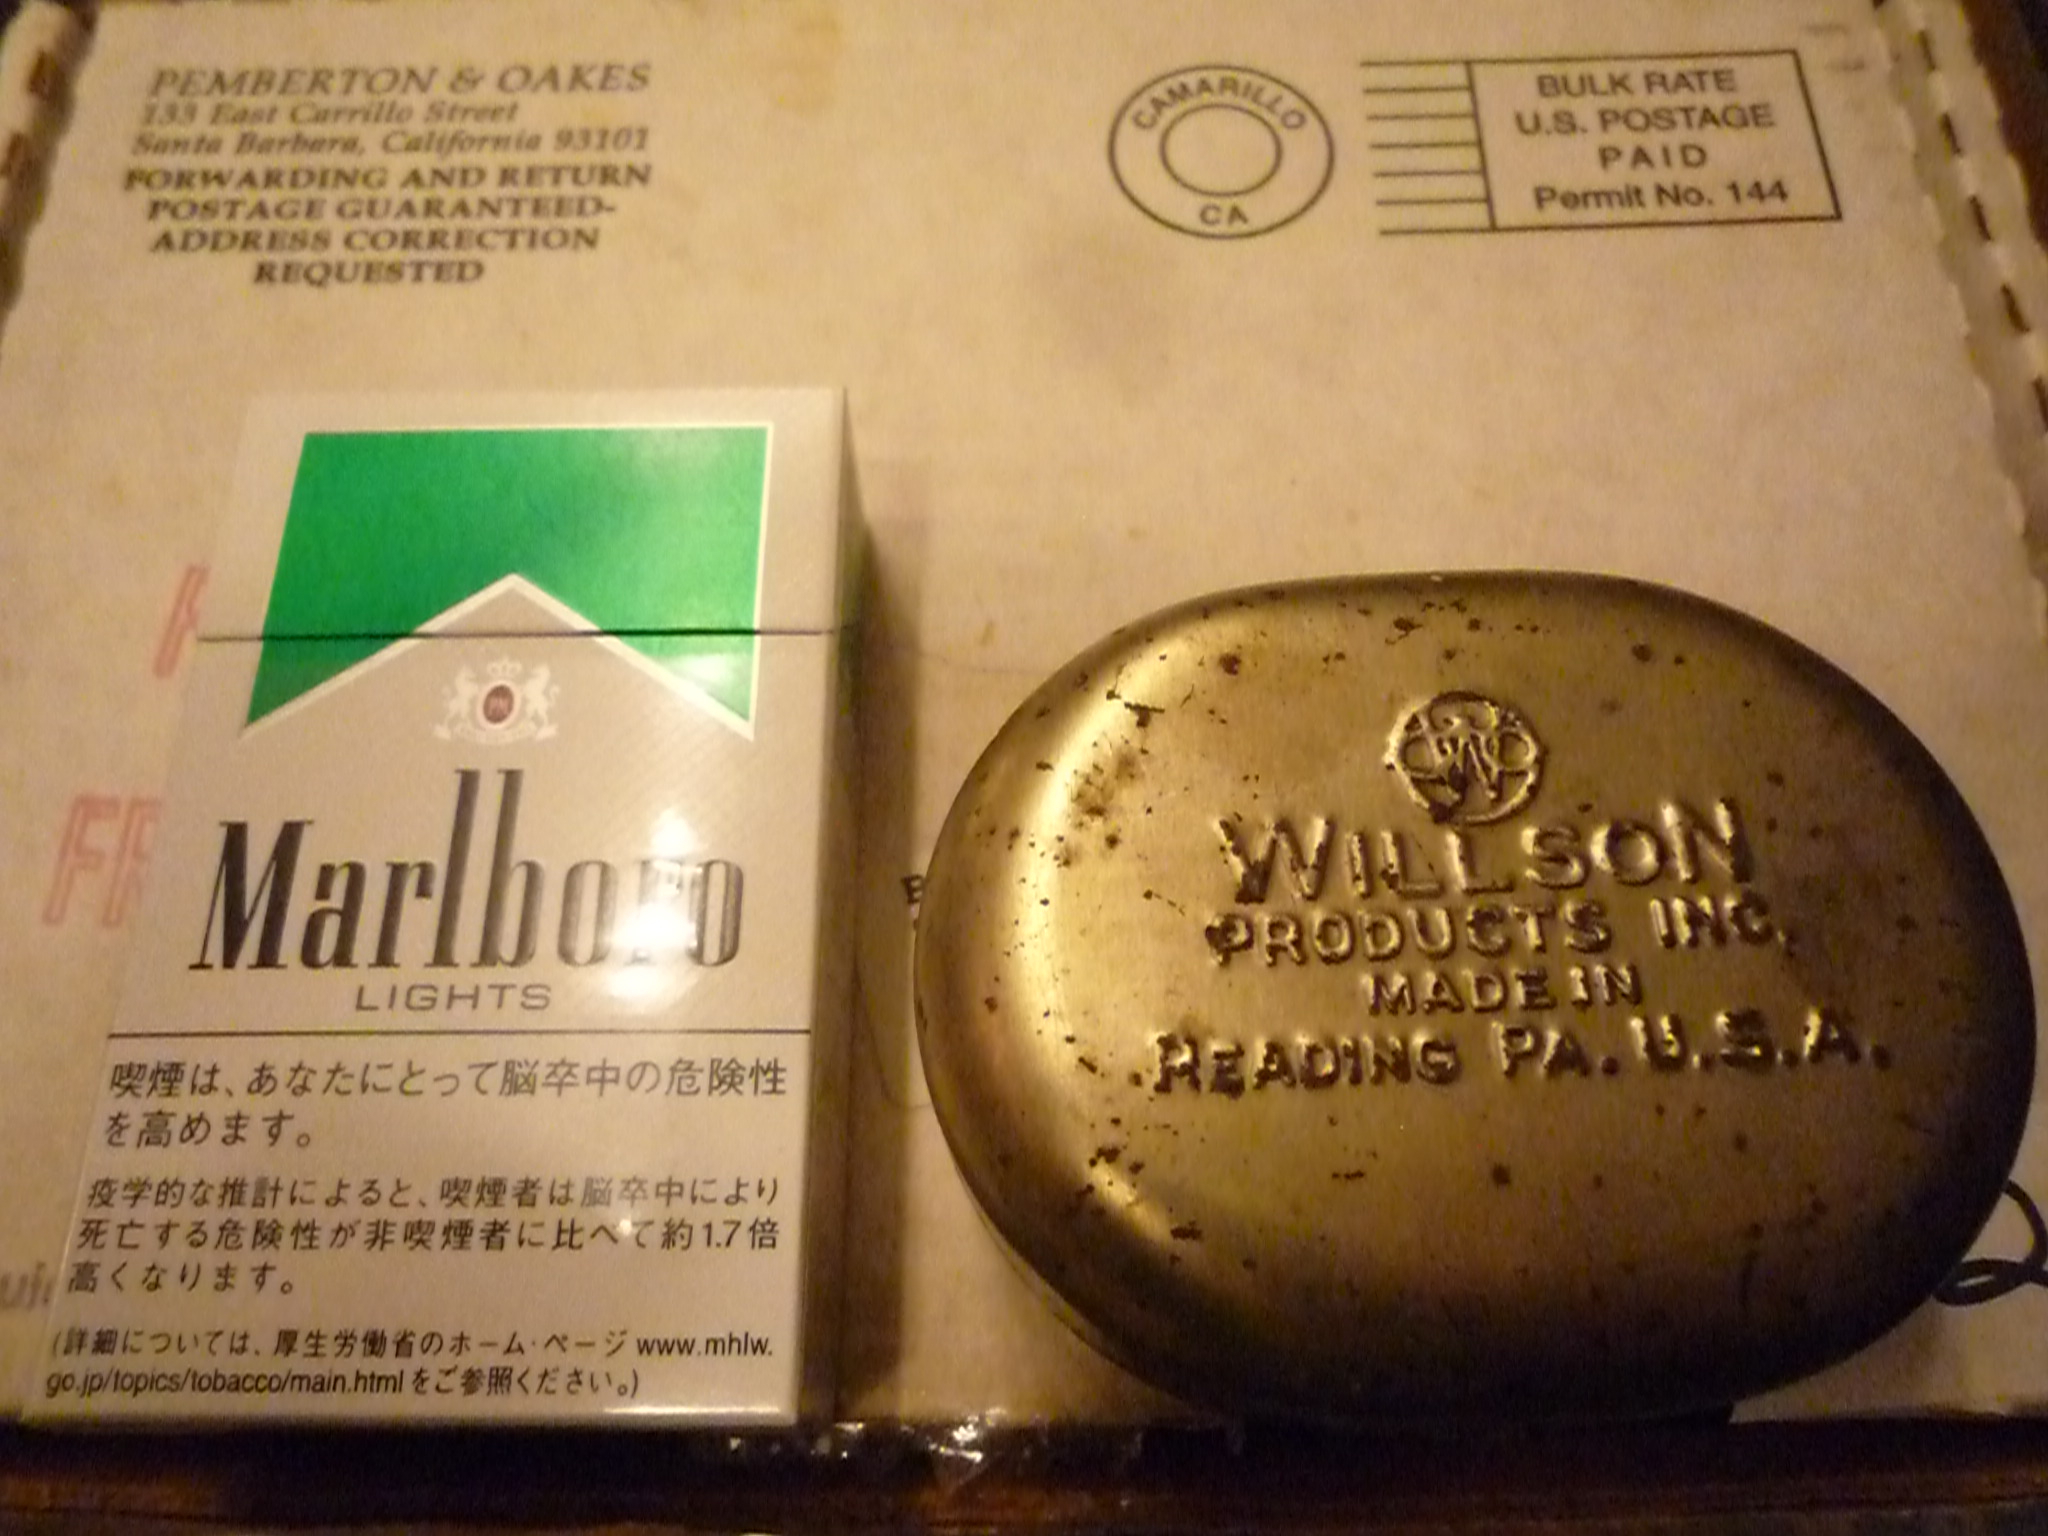 PEMBERTON & OAKES
133 East Carrillo Street
Santa Barbara, California 93101
FORWARDING AND RETURN
POSTAGE GUARANTEED-
ADDRESS CORRECTION
REQUESTED
CAMARILLO
CA
BULK RATE
U.S. POSTAGE
PAID
Permit No. 144
PM
Marlboro
LIGHTS
喫煙は、あなたにとって脳卒中の危険性
を高めます。
疫学的な推計によると、喫煙者は脳卒中により
死亡する危険性が非喫煙者に比べて約1.7倍
高くなります。
(詳細については、厚生労働省のホーム・ページ www.mhlw.
go.jp/topics/tobacco/main.html をご参照ください。)
WILLSON
PRODUCTS INC.
MADE IN
READING PA. U.S.A.